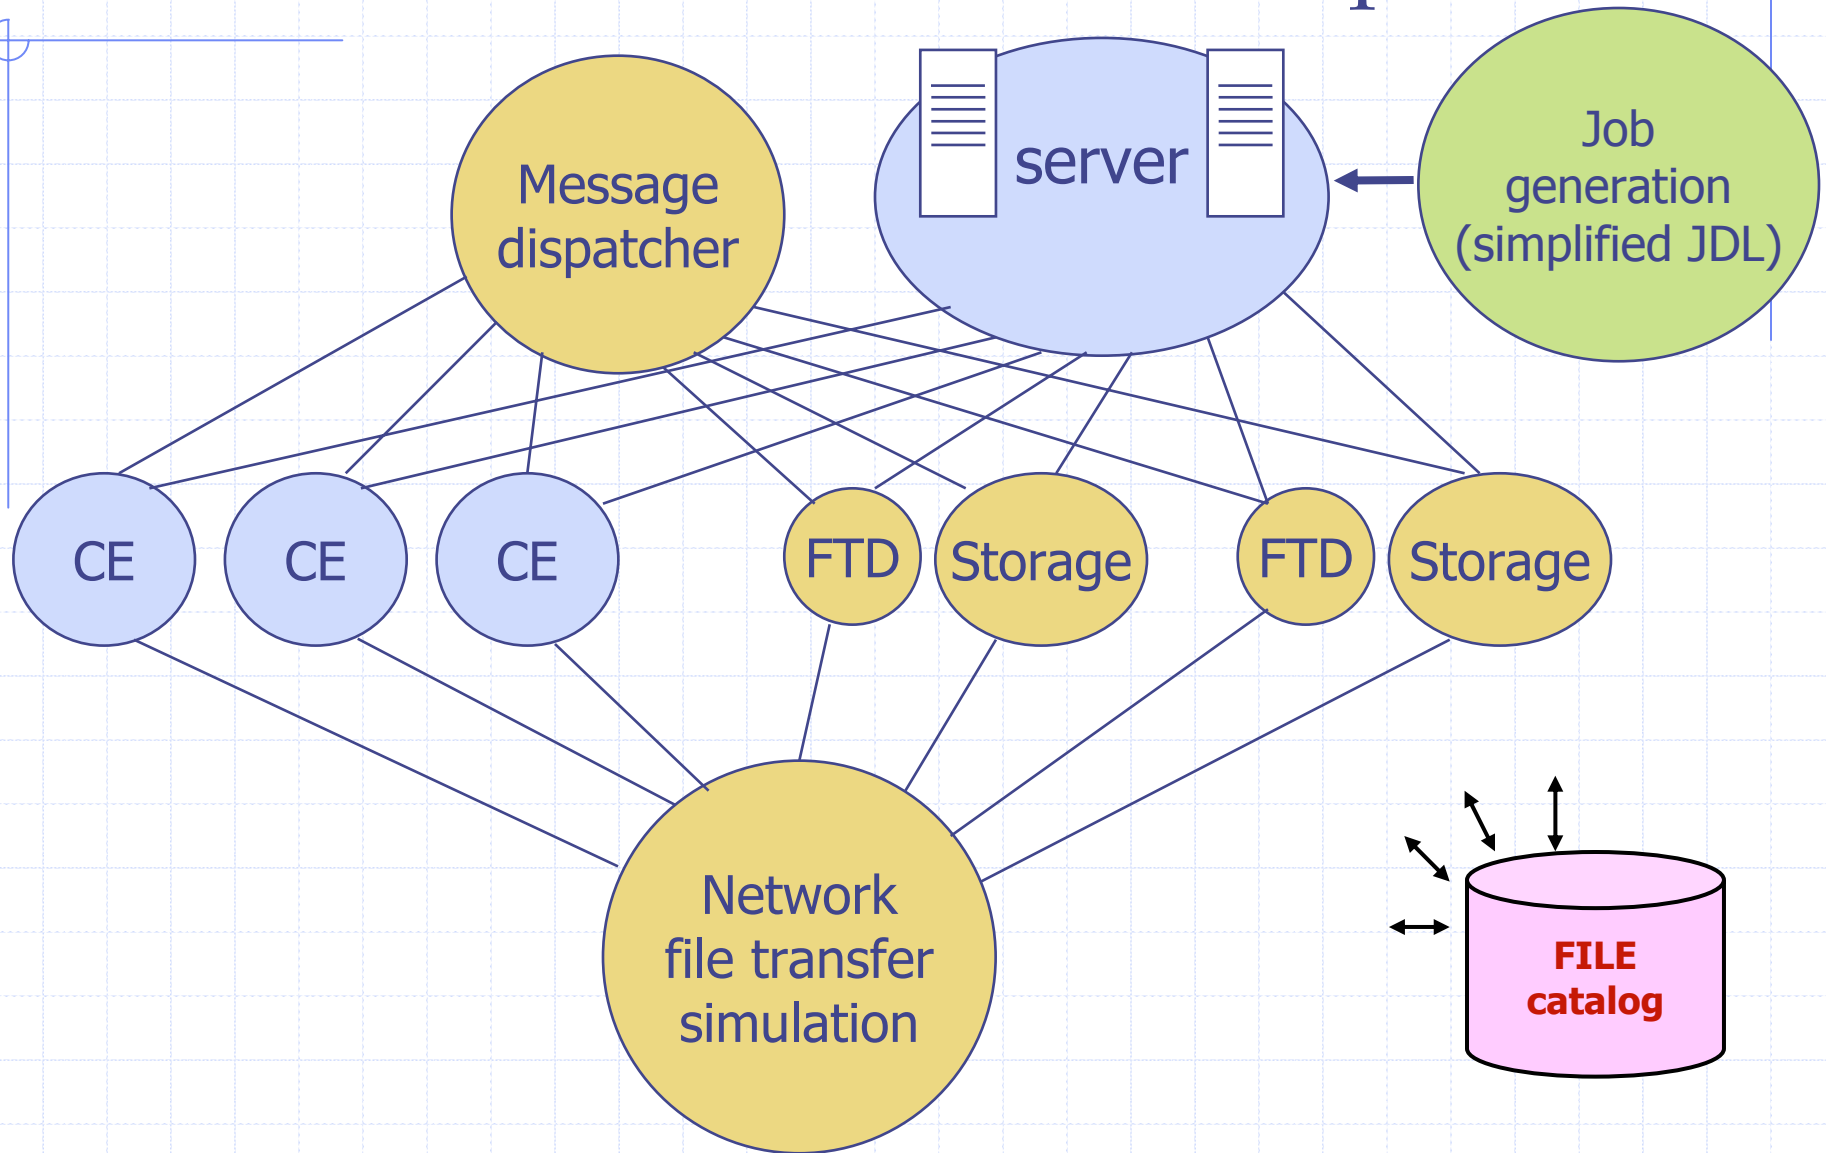 Message
dispatcher
server
Job
generation
(simplified JDL)
CE
CE
CE
FTD
Storage
FTD
Storage
Network
file transfer
simulation
FILE
catalog